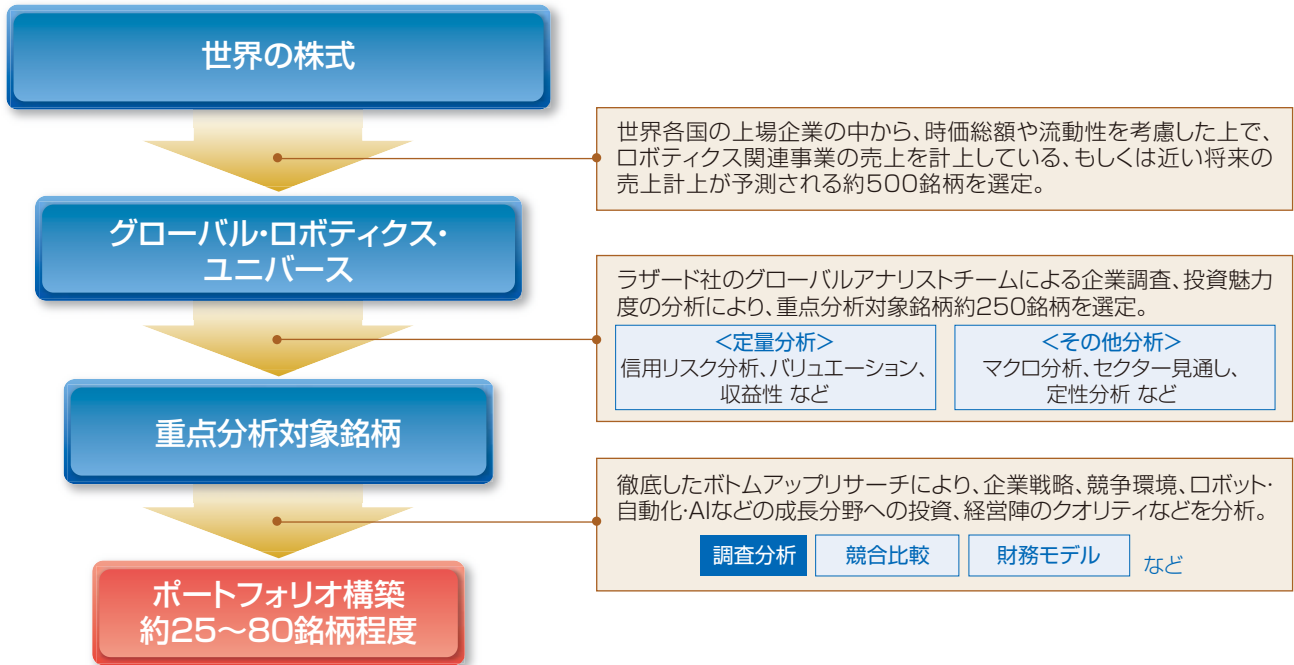 世界の株式
世界各国の上場企業の中から、時価総額や流動性を考慮した上で、
ロボティクス関連事業の売上を計上している、もしくは近い将来の
売上計上が予測される約500銘柄を選定。
グローバル・ロボティクス・
ユニバース
ラザード社のグローバルアナリストチームによる企業調査、投資魅力
度の分析により、重点分析対象銘柄約250銘柄を選定。
<定量分析>
信用リスク分析、バリュエーション、
収益性 など
<その他分析>
マクロ分析、セクター見通し、
定性分析 など
重点分析対象銘柄
徹底したボトムアップリサーチにより、企業戦略、競争環境、ロボット・
自動化・AIなどの成長分野への投資、経営陣のクオリティなどを分析。
調査分析
競合比較
財務モデル
など
ポートフォリオ構築
約25～80銘柄程度